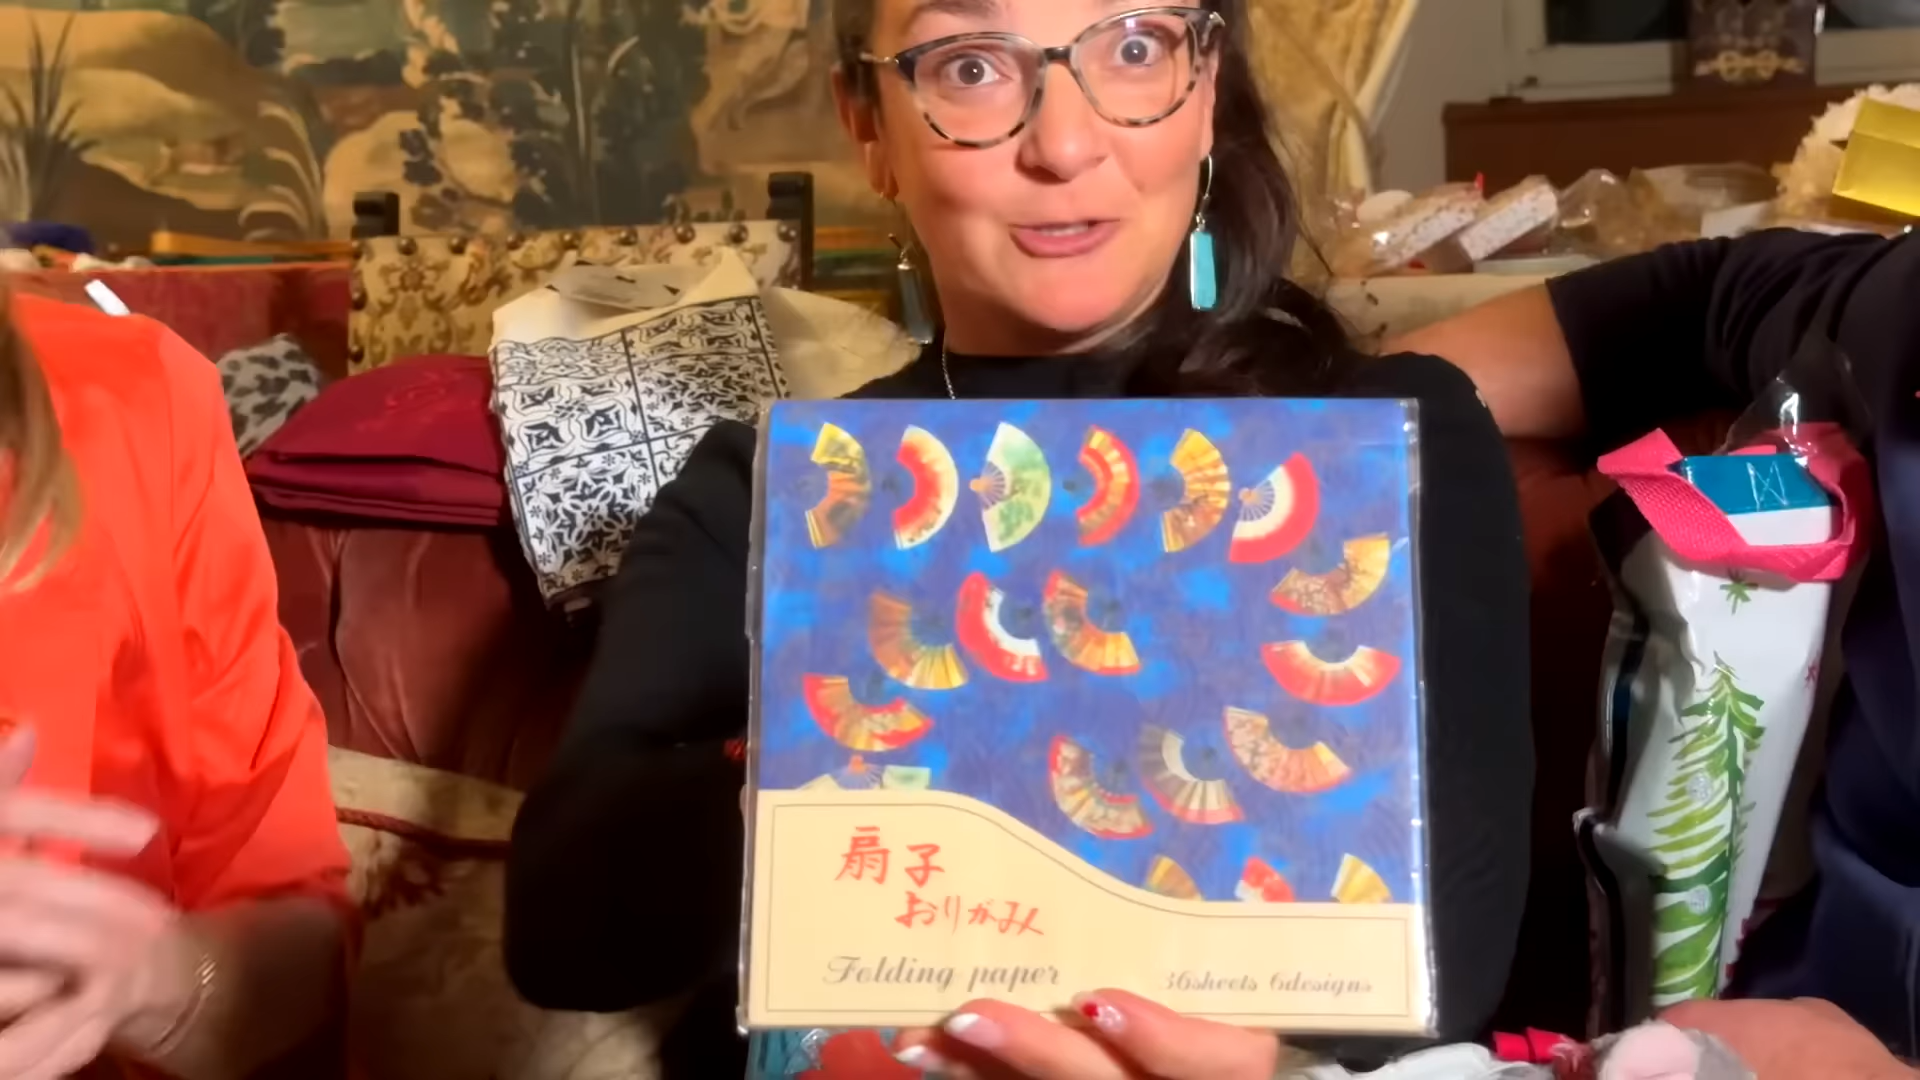 扇子
おりがみ
Folding paper
36sheets 6designs